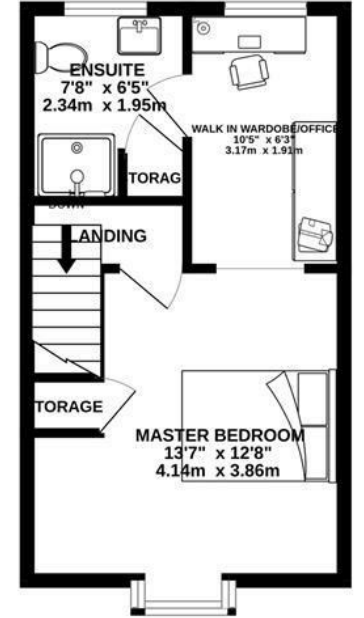 ENSUITE
7'8" x 6'5"
2.34m x 1.95m
WALK IN WARDOBE/OFFICE
10'5" x 6'3"
3.17m x 1.91m
TORAG
DOWN
LANDING
TORAGE
MASTER BEDROOM
13'7" x 12'8"
4.14m x 3.86m